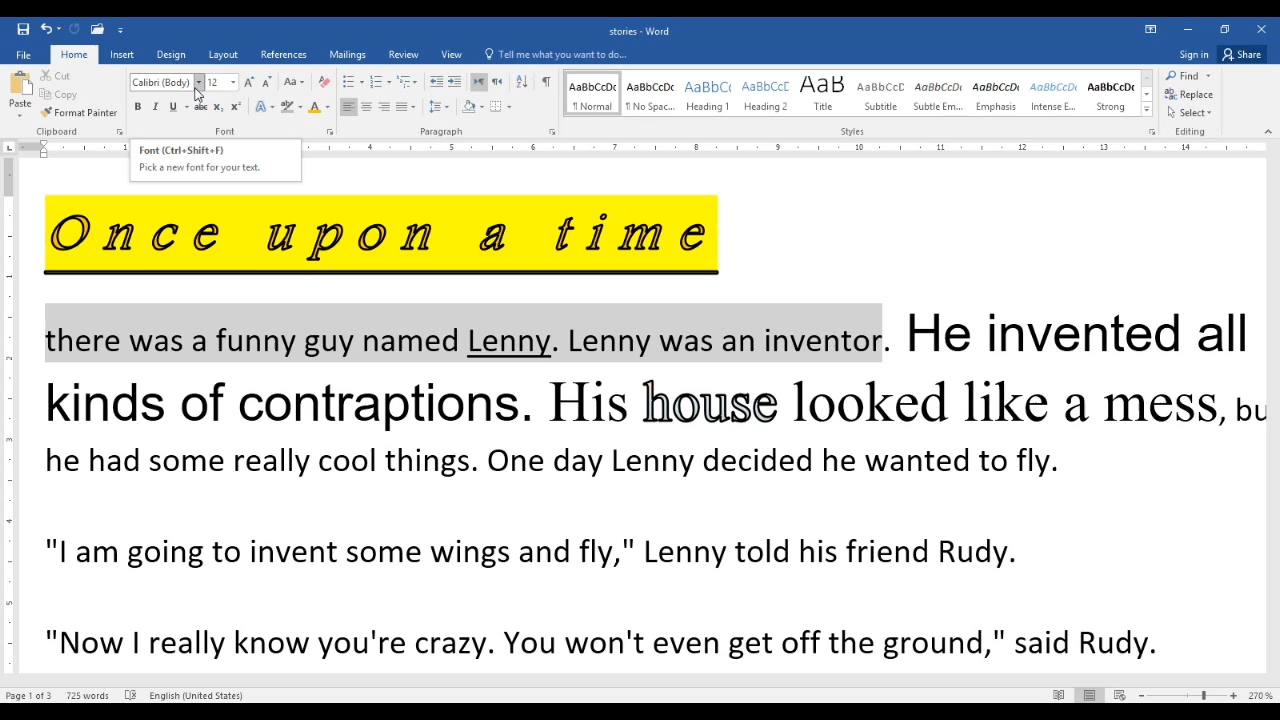 stories - Word
File Home Insert Design Layout References Mailings Review View Tell me what you want to do... Sign in Share
Paste Cut Copy Format Painter
Calibri (Body) 12
AaBbCcDc AaBbCcDc AaBbCc AaBbCc AaB AaBbCcD AaBbCcDc AaBbCcDc AaBbCcDc AaBbCcDc
¶ Normal ¶ No Spac... Heading 1 Heading 2 Title Subtitle Subtle Em... Emphasis Intense E... Strong
Find Replace Select
Clipboard Font Paragraph Styles Editing
Font (Ctrl+Shift+F)
Pick a new font for your text.
Once upon a time
there was a funny guy named Lenny. Lenny was an inventor. He invented all
kinds of contraptions. His house looked like a mess, bu
he had some really cool things. One day Lenny decided he wanted to fly.
"I am going to invent some wings and fly," Lenny told his friend Rudy.
"Now I really know you're crazy. You won't even get off the ground," said Rudy.
Page 1 of 3 725 words English (United States) 270 %